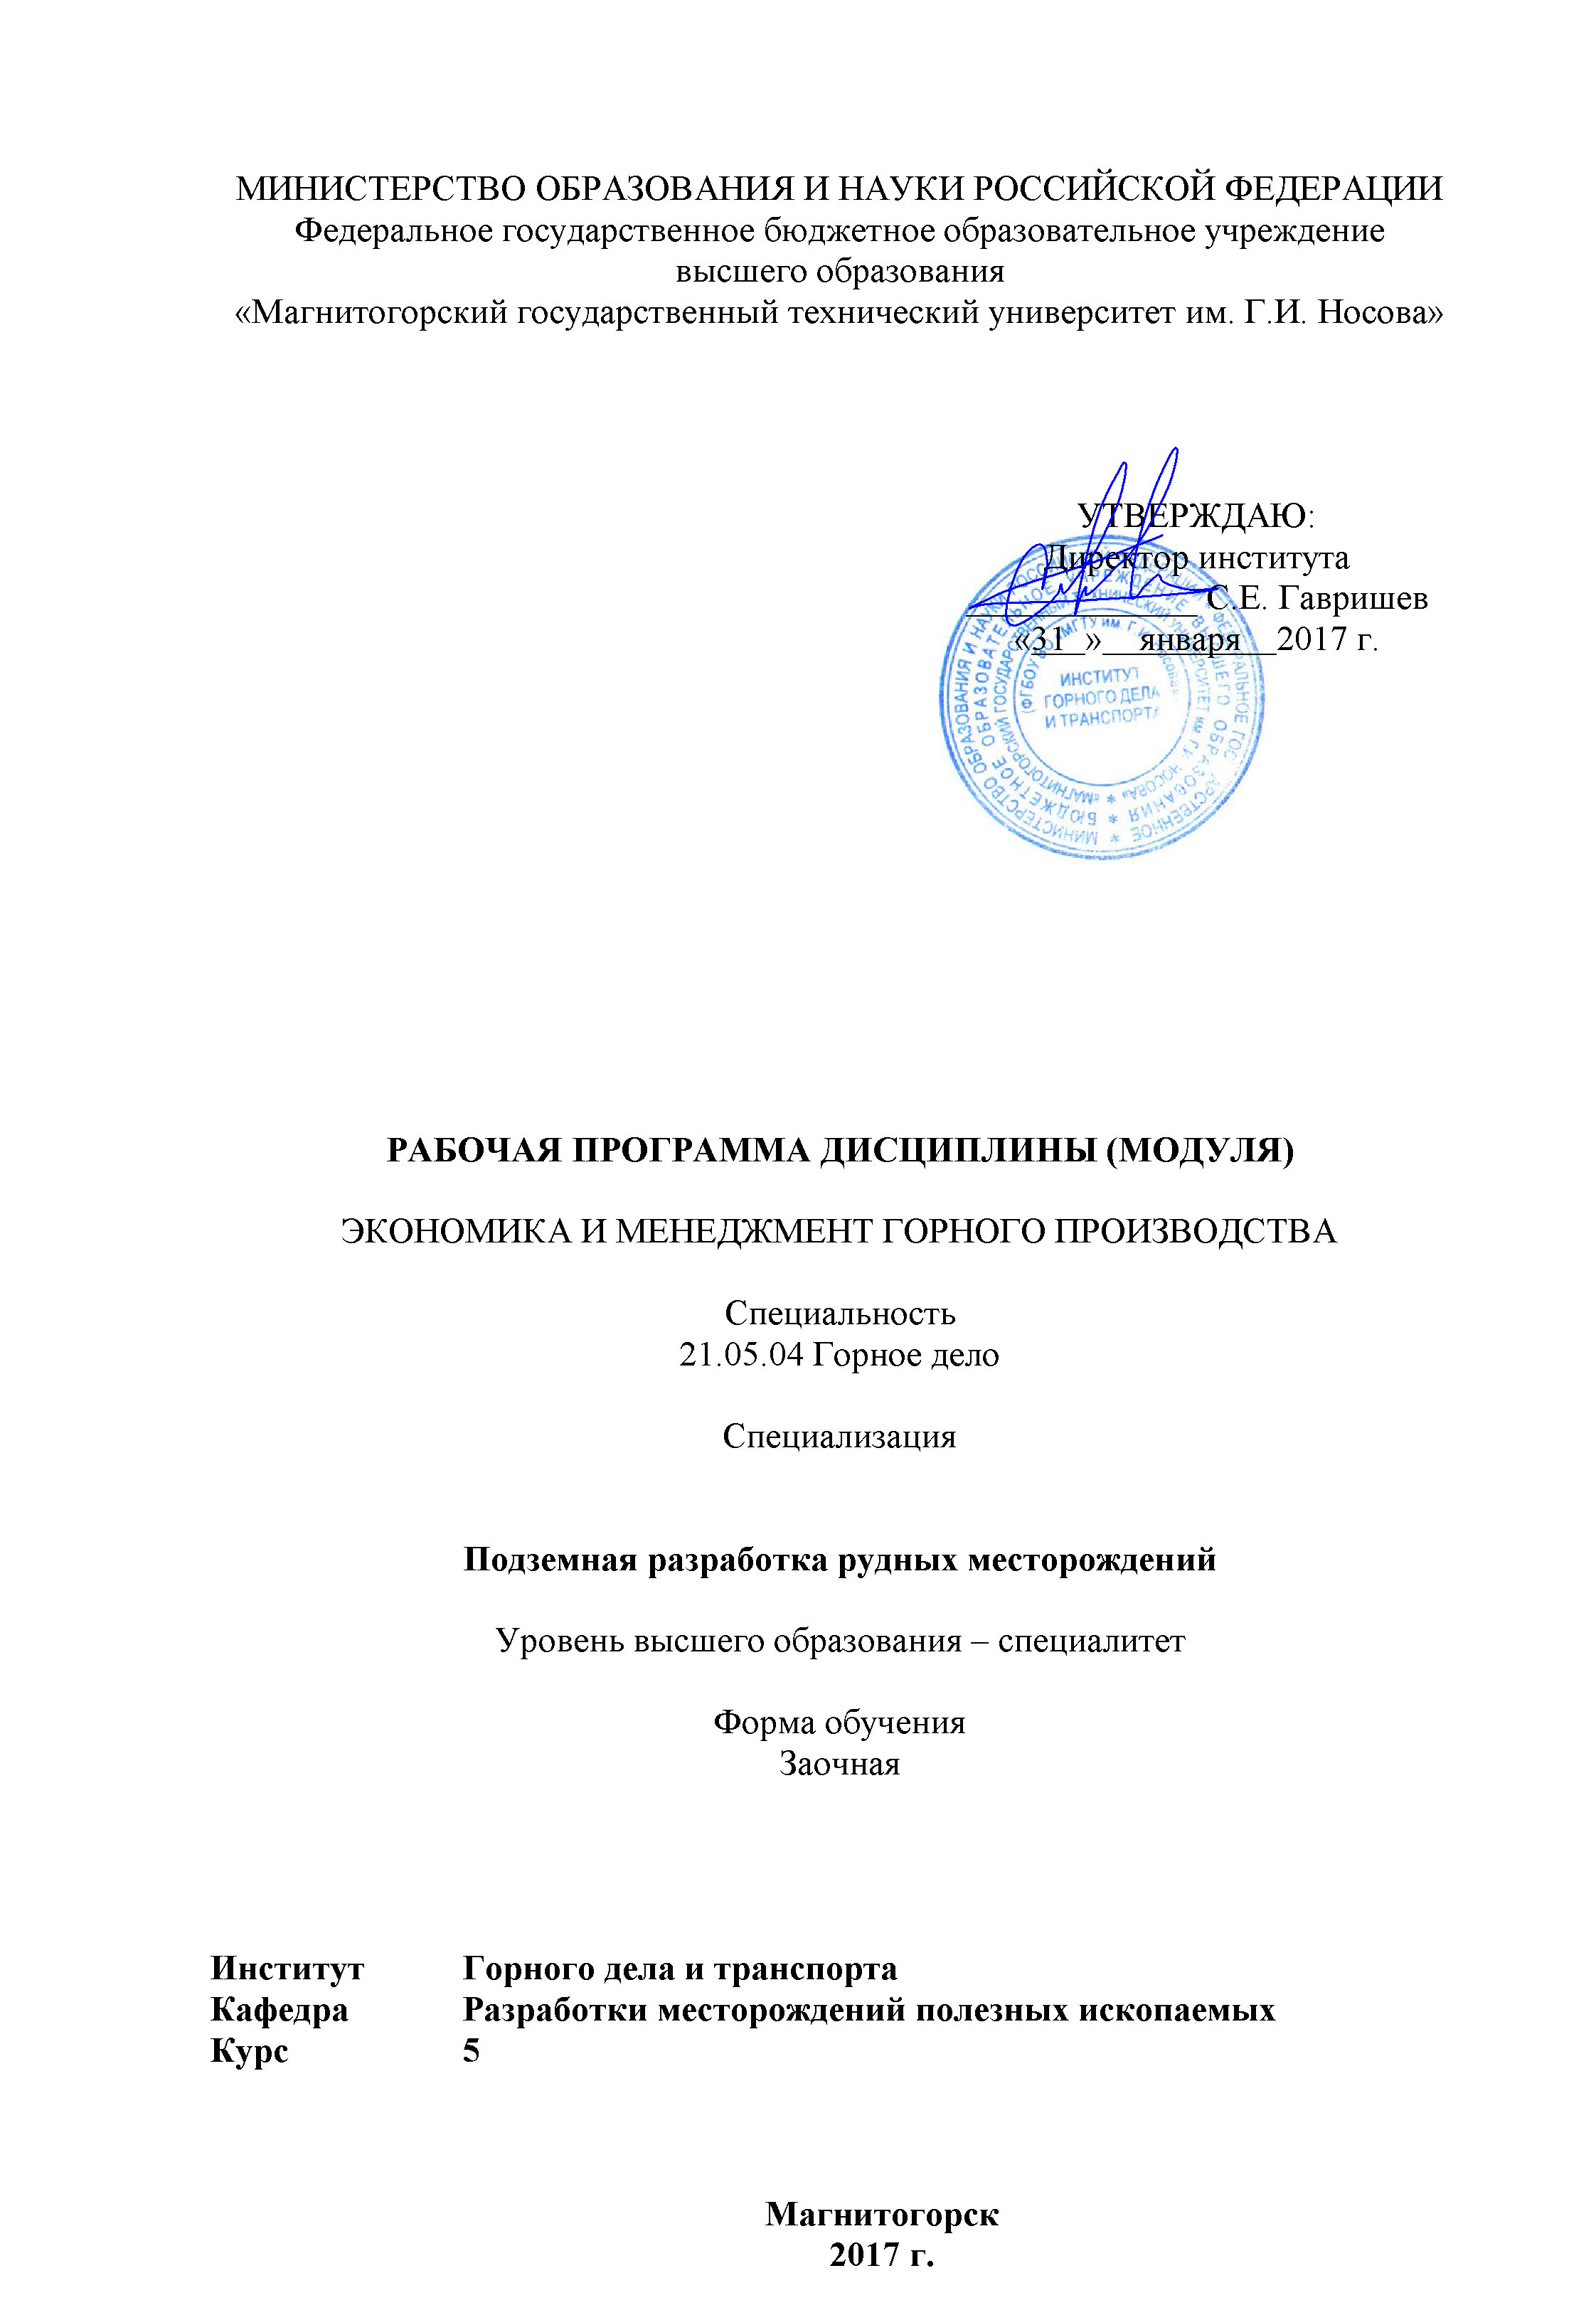 МИНИСТЕРСТВО ОБРАЗОВАНИЯ И НАУКИ РОССИЙСКОЙ ФЕДЕРАЦИИ
Федеральное государственное бюджетное образовательное учреждение
высшего образования
«Магнитогорский государственный технический университет им. Г.И. Носова»
УТВЕРЖДАЮ:
Директор института
С.Е. Гавришев
«31 » января 2017 г.
ИНСТИТУТ
ГОРНОГО ДЕЛА
И ТРАНСПОРТА
РАБОЧАЯ ПРОГРАММА ДИСЦИПЛИНЫ (МОДУЛЯ)
ЭКОНОМИКА И МЕНЕДЖМЕНТ ГОРНОГО ПРОИЗВОДСТВА
Специальность
21.05.04 Горное дело
Специализация
Подземная разработка рудных месторождений
Уровень высшего образования – специалитет
Форма обучения
Заочная
Институт Горного дела и транспорта
Кафедра Разработки месторождений полезных ископаемых
Курс 5
Магнитогорск
2017 г.